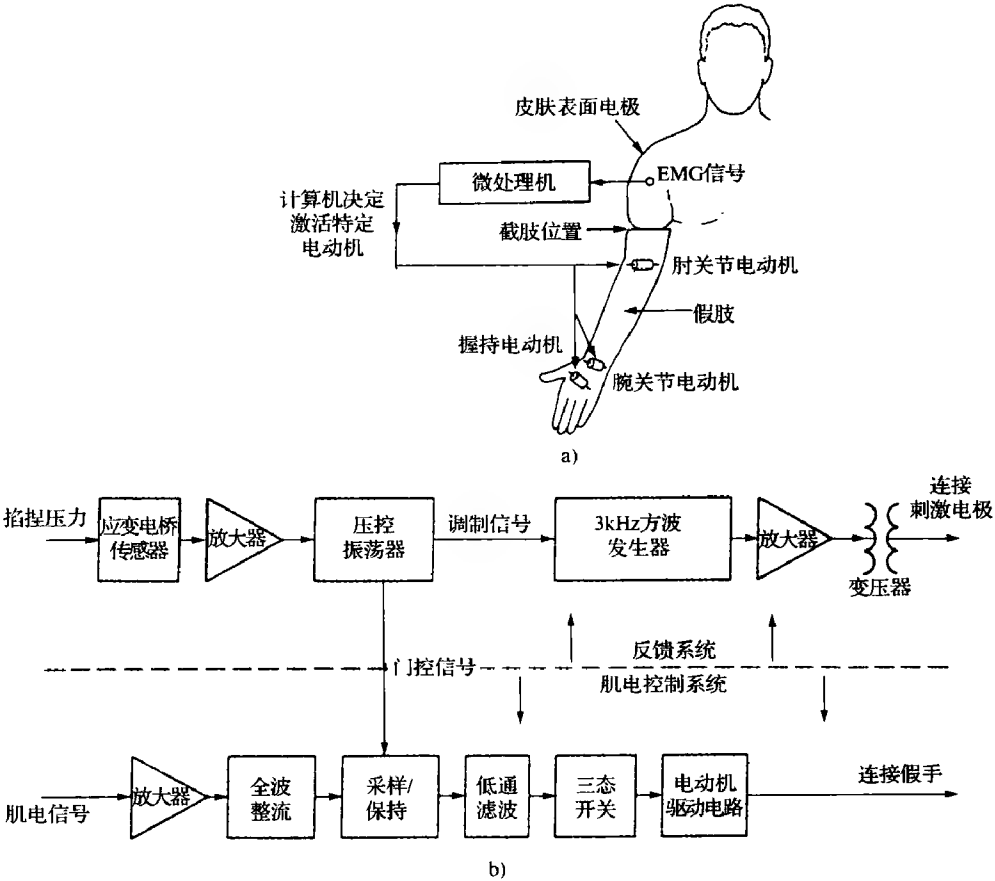 皮肤表面电极
EMG信号
微处理机
计算机决定
激活特定
电动机
截肢位置
肘关节电动机
假肢
握持电动机
腕关节电动机
a)
掐捏压力
应变电桥
传感器
放大器
压控
振荡器
调制信号
3kHz方波
发生器
放大器
连接
刺激电极
变压器
门控信号
反馈系统
肌电控制系统
肌电信号
放大器
全波
整流
采样/
保持
低通
滤波
三态
开关
电动机
驱动电路
连接假手
b)